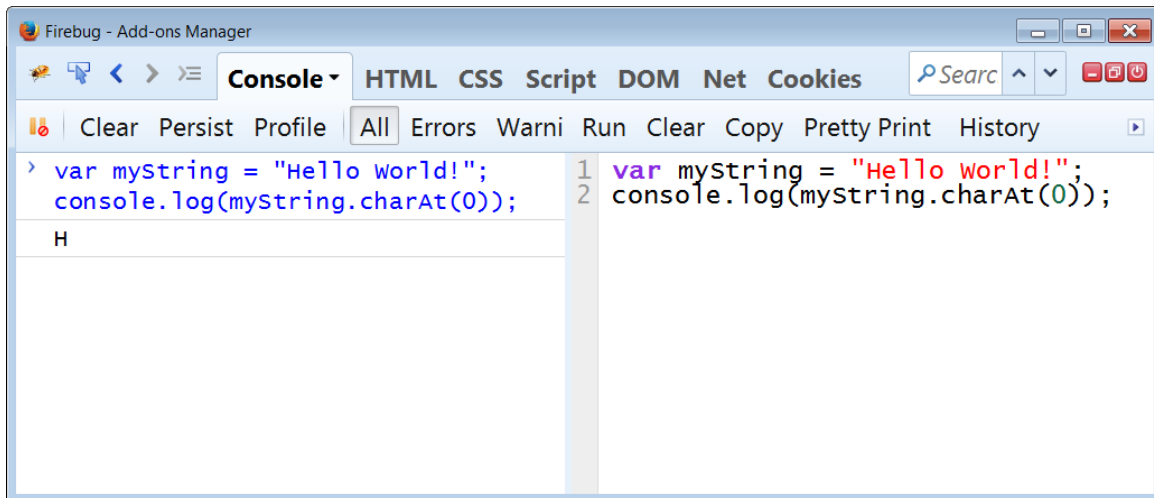 Firebug - Add-ons Manager
Console HTML CSS Script DOM Net Cookies Searc
Clear Persist Profile All Errors Warni Run Clear Copy Pretty Print History
var myString = "Hello World!";
console.log(myString.charAt(0));
H
1 var myString = "Hello World!";
2 console.log(myString.charAt(0));